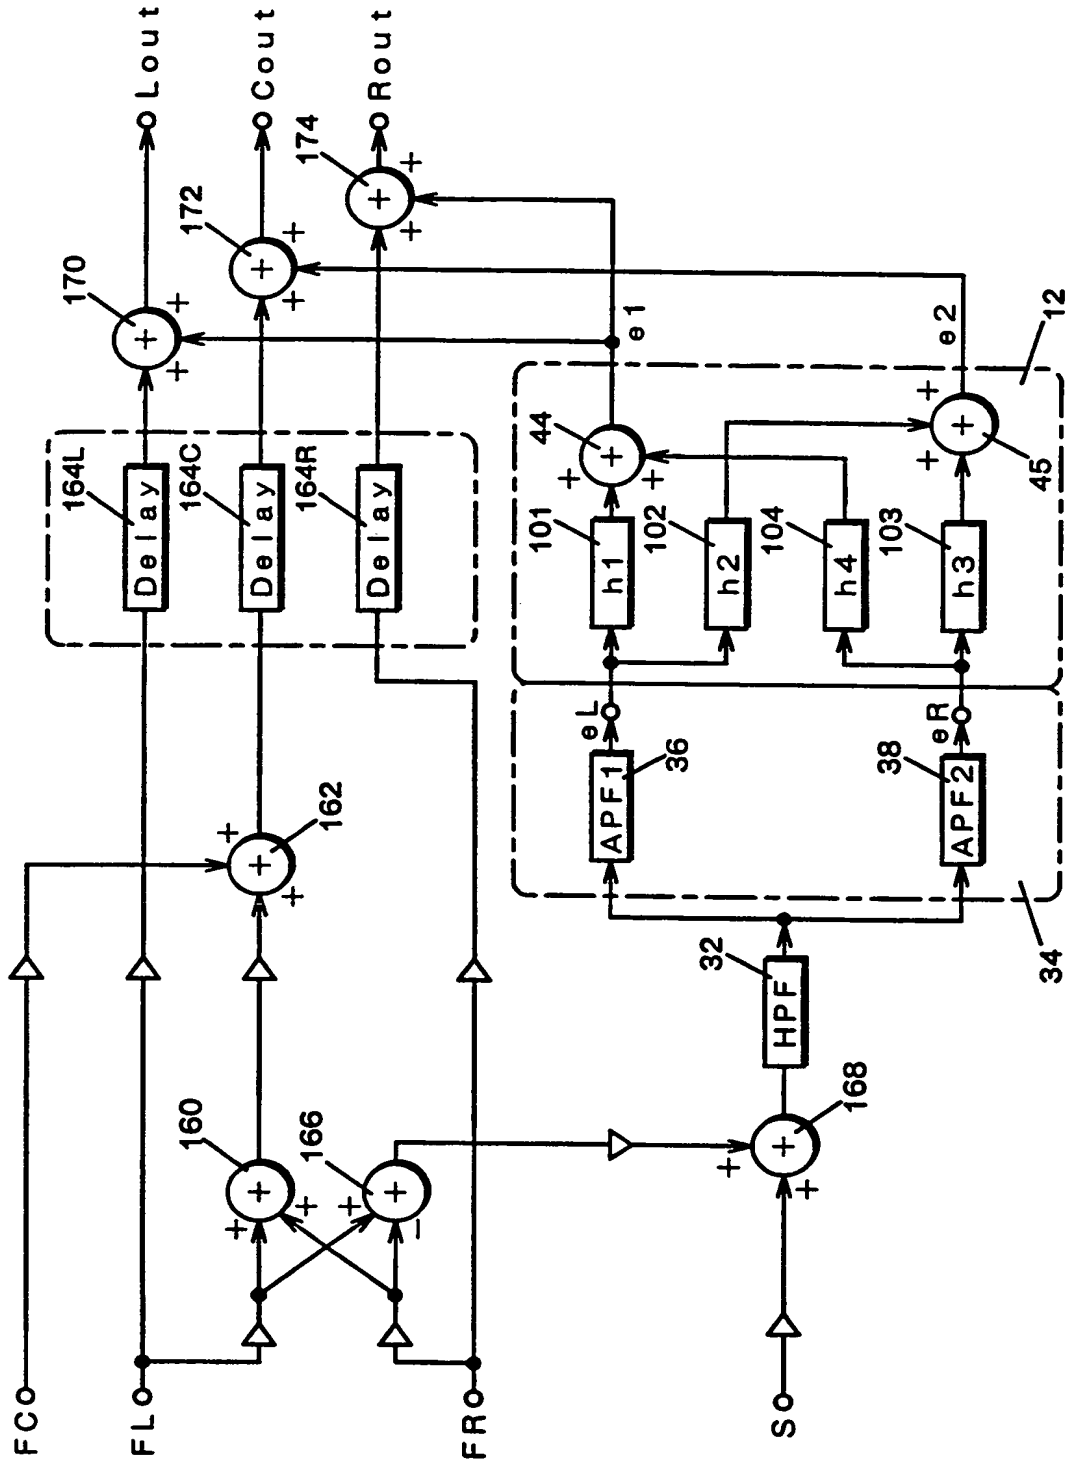 Lout
Cout
Rout
170
+
+
+
172
+
+
+
174
+
+
+
164L
Delay
164C
Delay
164R
Delay
e1
e2
12
44
+
+
+
45
+
+
+
101
h1
102
h2
104
h4
103
h3
eL
eR
APF1
36
APF2
38
34
162
+
+
+
32
HPF
168
+
+
+
160
+
+
+
166
+
+
−
FC
FL
FR
S